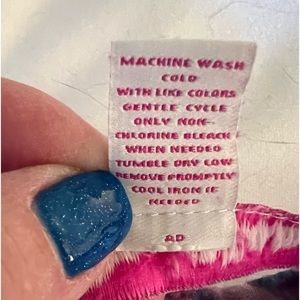 MACHINE WASH
COLD
WITH LIKE COLORS
GENTLE CYCLE
ONLY NON-
CHLORINE BLEACH
WHEN NEEDED
TUMBLE DRY LOW
REMOVE PROMPTLY
COOL IRON IF
NEEDED